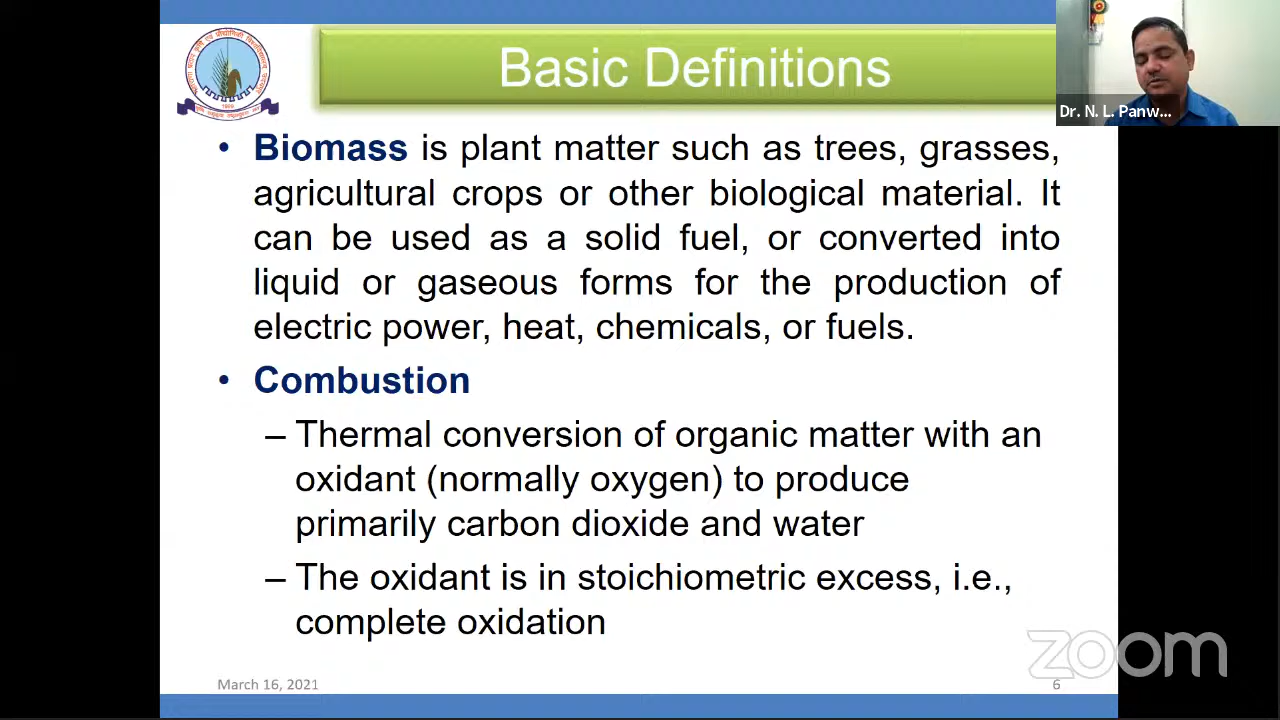 Basic Definitions
Dr. N. L. Panw...
1999
• Biomass is plant matter such as trees, grasses,
agricultural crops or other biological material. It
can be used as a solid fuel, or converted into
liquid or gaseous forms for the production of
electric power, heat, chemicals, or fuels.
• Combustion
– Thermal conversion of organic matter with an
oxidant (normally oxygen) to produce
primarily carbon dioxide and water
– The oxidant is in stoichiometric excess, i.e.,
complete oxidation
zoom
March 16, 2021
6